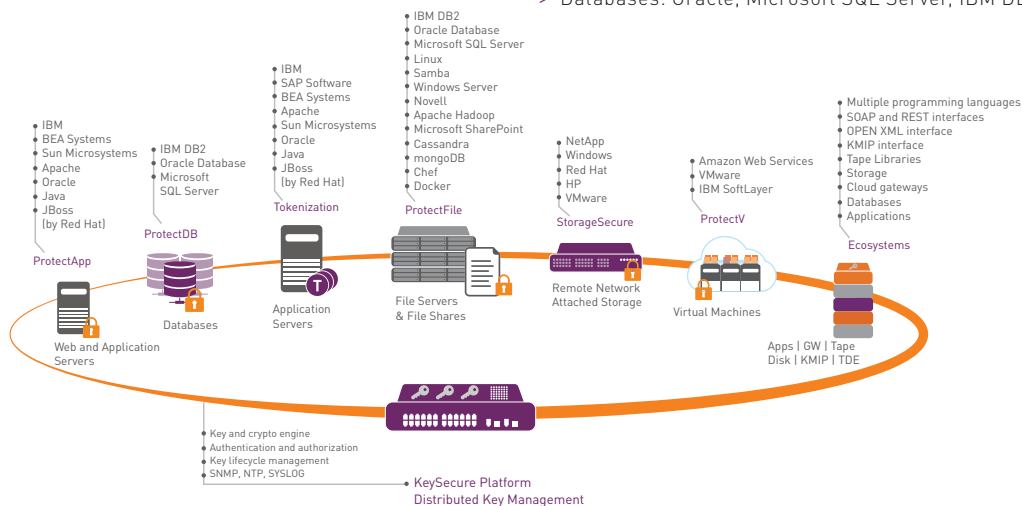 > Databases: Oracle, Microsoft SQL Server, IBM DB
IBM
BEA Systems
Sun Microsystems
Apache
Oracle
Java
JBoss
(by Red Hat)
ProtectApp
Web and Application
Servers
IBM DB2
Oracle Database
Microsoft
SQL Server
ProtectDB
Databases
IBM
SAP Software
BEA Systems
Apache
Sun Microsystems
Oracle
Java
JBoss
(by Red Hat)
Tokenization
T
Application
Servers
IBM DB2
Oracle Database
Microsoft SQL Server
Linux
Samba
Windows Server
Novell
Apache Hadoop
Microsoft SharePoint
Cassandra
mongoDB
Chef
Docker
ProtectFile
File Servers
& File Shares
NetApp
Windows
Red Hat
HP
VMware
StorageSecure
Remote Network
Attached Storage
Amazon Web Services
VMware
IBM SoftLayer
ProtectV
Virtual Machines
Multiple programming languages
SOAP and REST interfaces
OPEN XML interface
KMIP interface
Tape Libraries
Storage
Cloud gateways
Databases
Applications
Ecosystems
Apps | GW | Tape
Disk | KMIP | TDE
Key and crypto engine
Authentication and authorization
Key lifecycle management
SNMP, NTP, SYSLOG
KeySecure Platform
Distributed Key Management